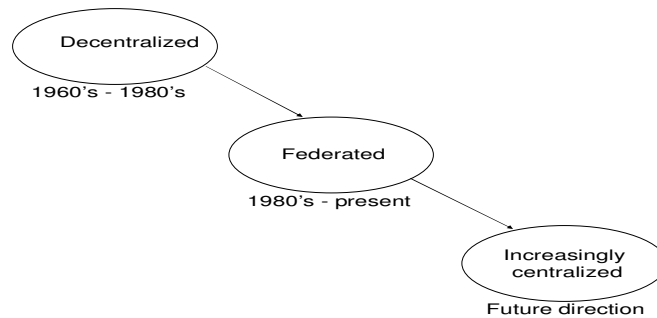 Decentralized
1960's - 1980's
Federated
1980's - present
Increasingly
centralized
Future direction